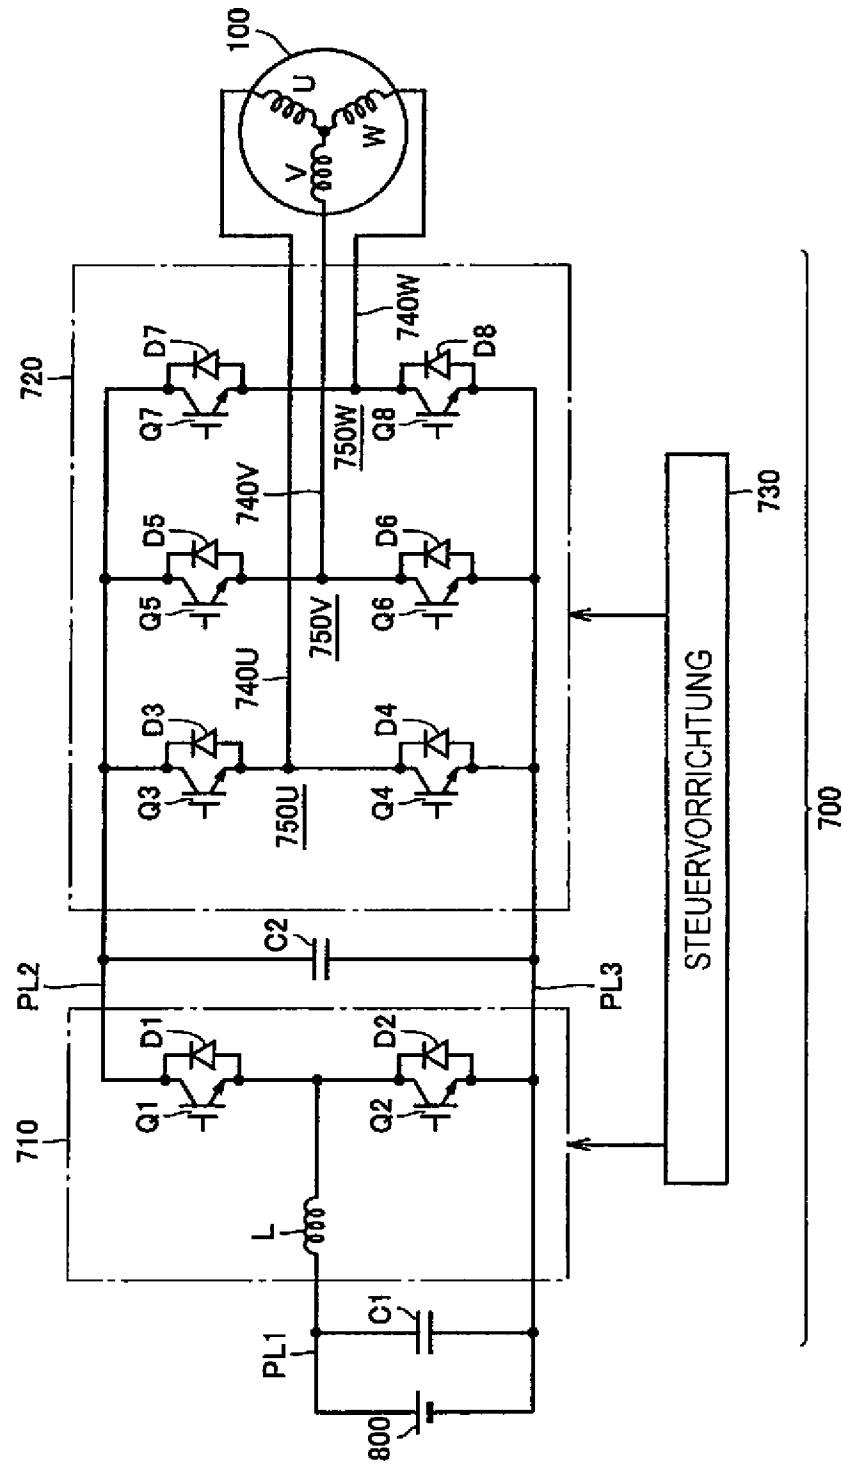 100
U
V
W
720
D7
Q7
740W
D8
Q8
750W
740V
D5
Q5
D6
Q6
750V
740U
D3
Q3
D4
Q4
750U
C2
PL2
PL3
710
D1
Q1
D2
Q2
L
C1
PL1
800
730
STEUERVORRICHTUNG
700